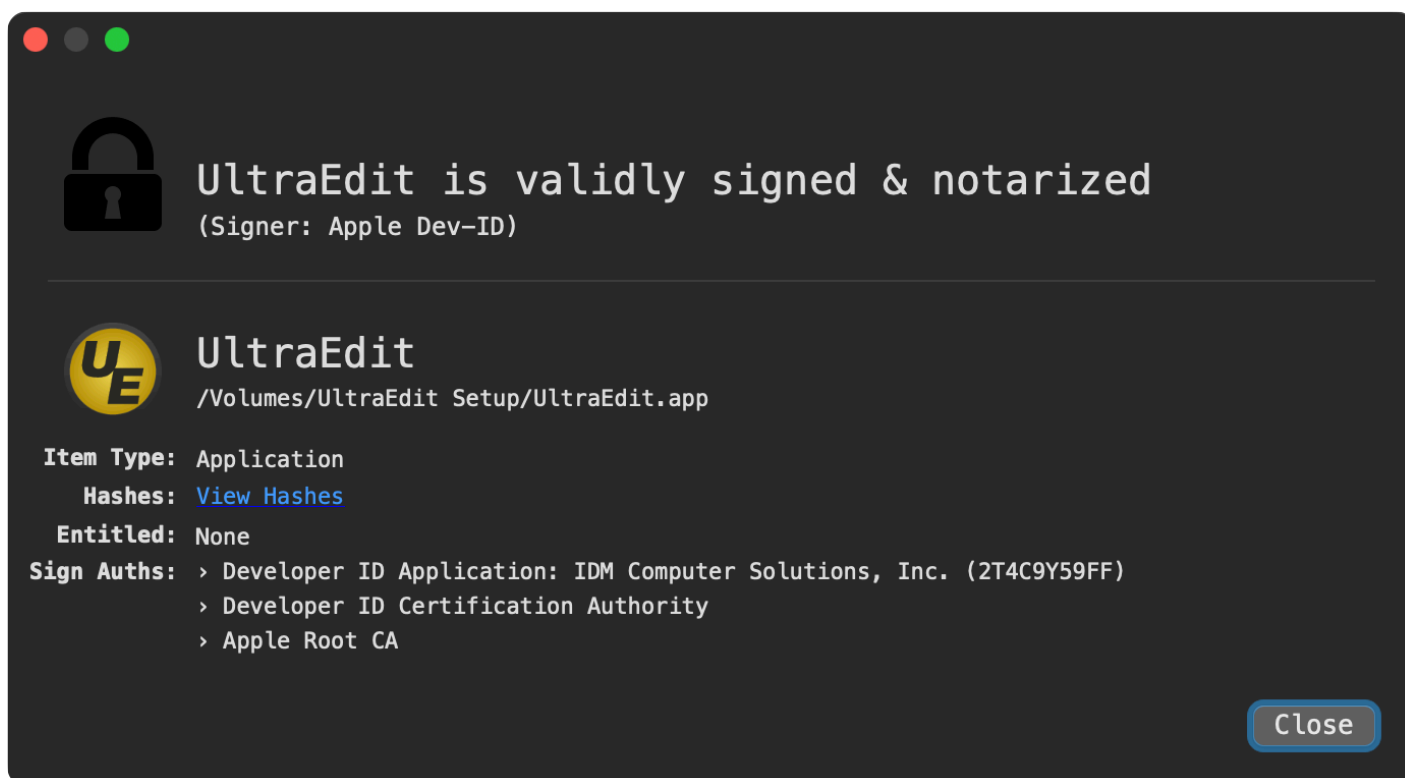 UltraEdit is validly signed & notarized
(Signer: Apple Dev-ID)
UE
UltraEdit
/Volumes/UltraEdit Setup/UltraEdit.app
Item Type: Application
Hashes: View Hashes
Entitled: None
Sign Auths: › Developer ID Application: IDM Computer Solutions, Inc. (2T4C9Y59FF)
› Developer ID Certification Authority
› Apple Root CA
Close